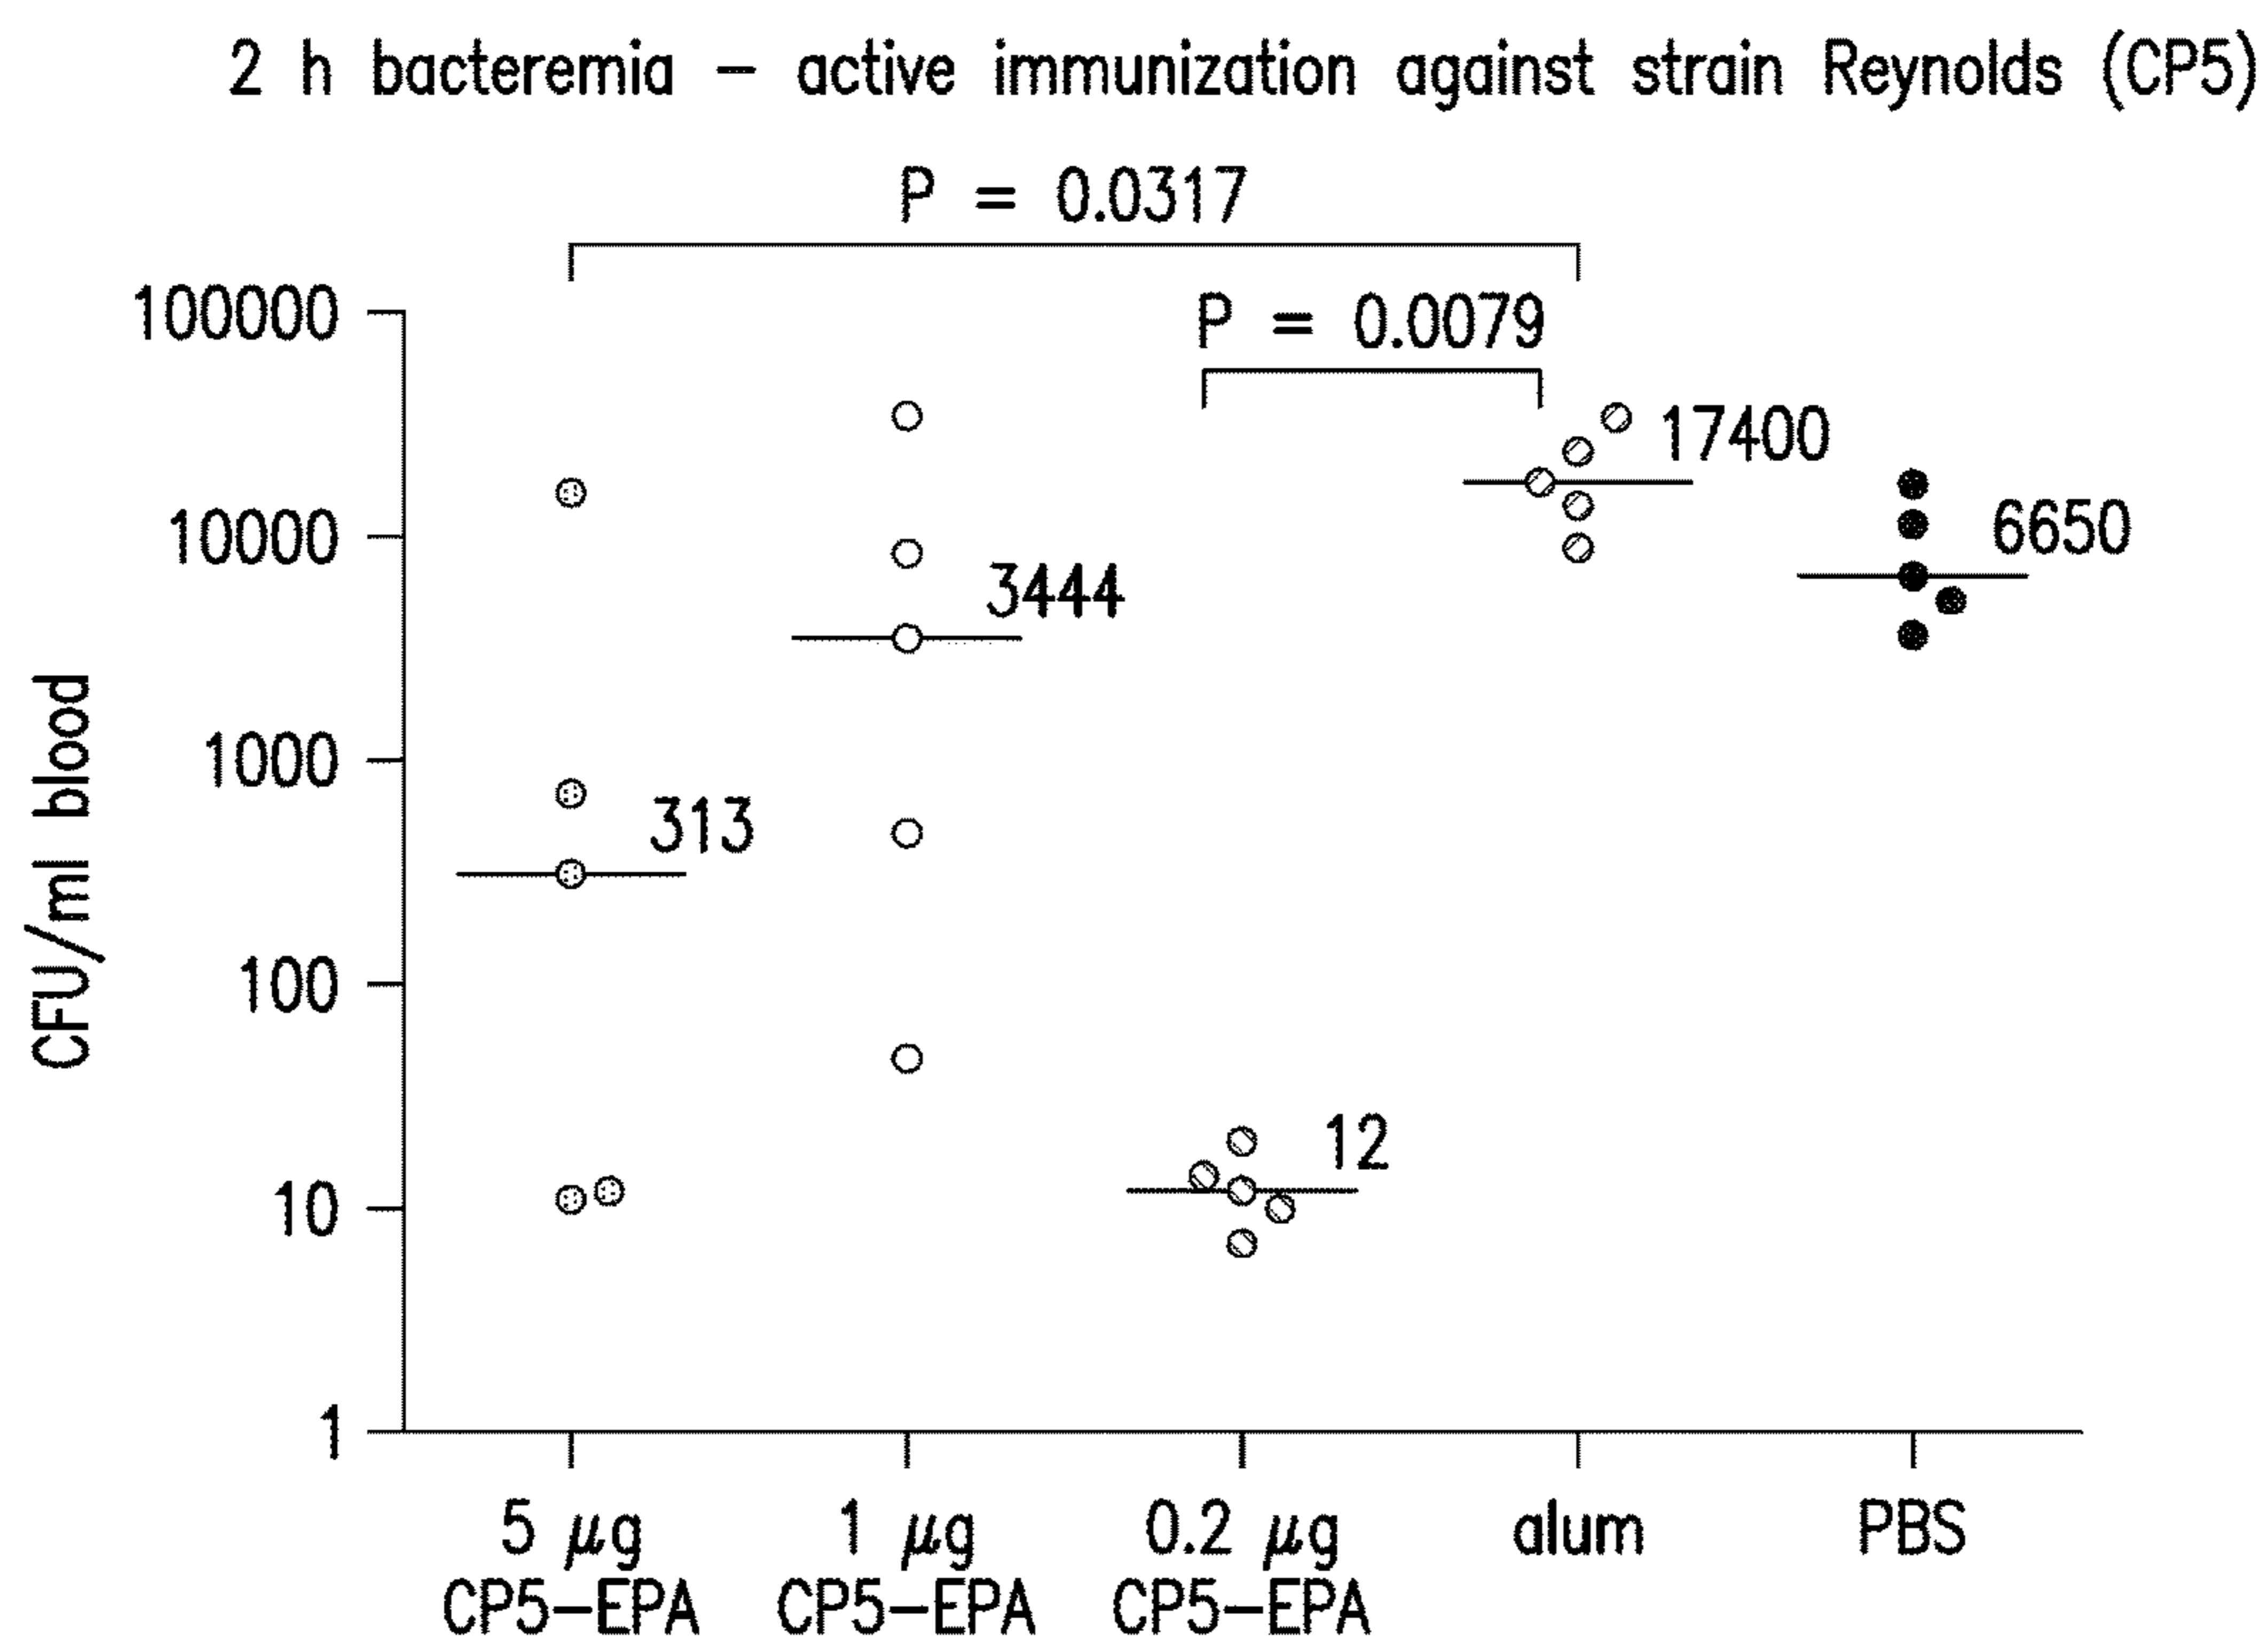 2 h bacteremia - active immunization against strain Reynolds (CP5)
P = 0.0317
P = 0.0079
100000
10000
1000
100
10
1
CFU/ml blood
313
3444
12
17400
6650
5 μg
CP5-EPA
1 μg
CP5-EPA
0.2 μg
CP5-EPA
alum
PBS